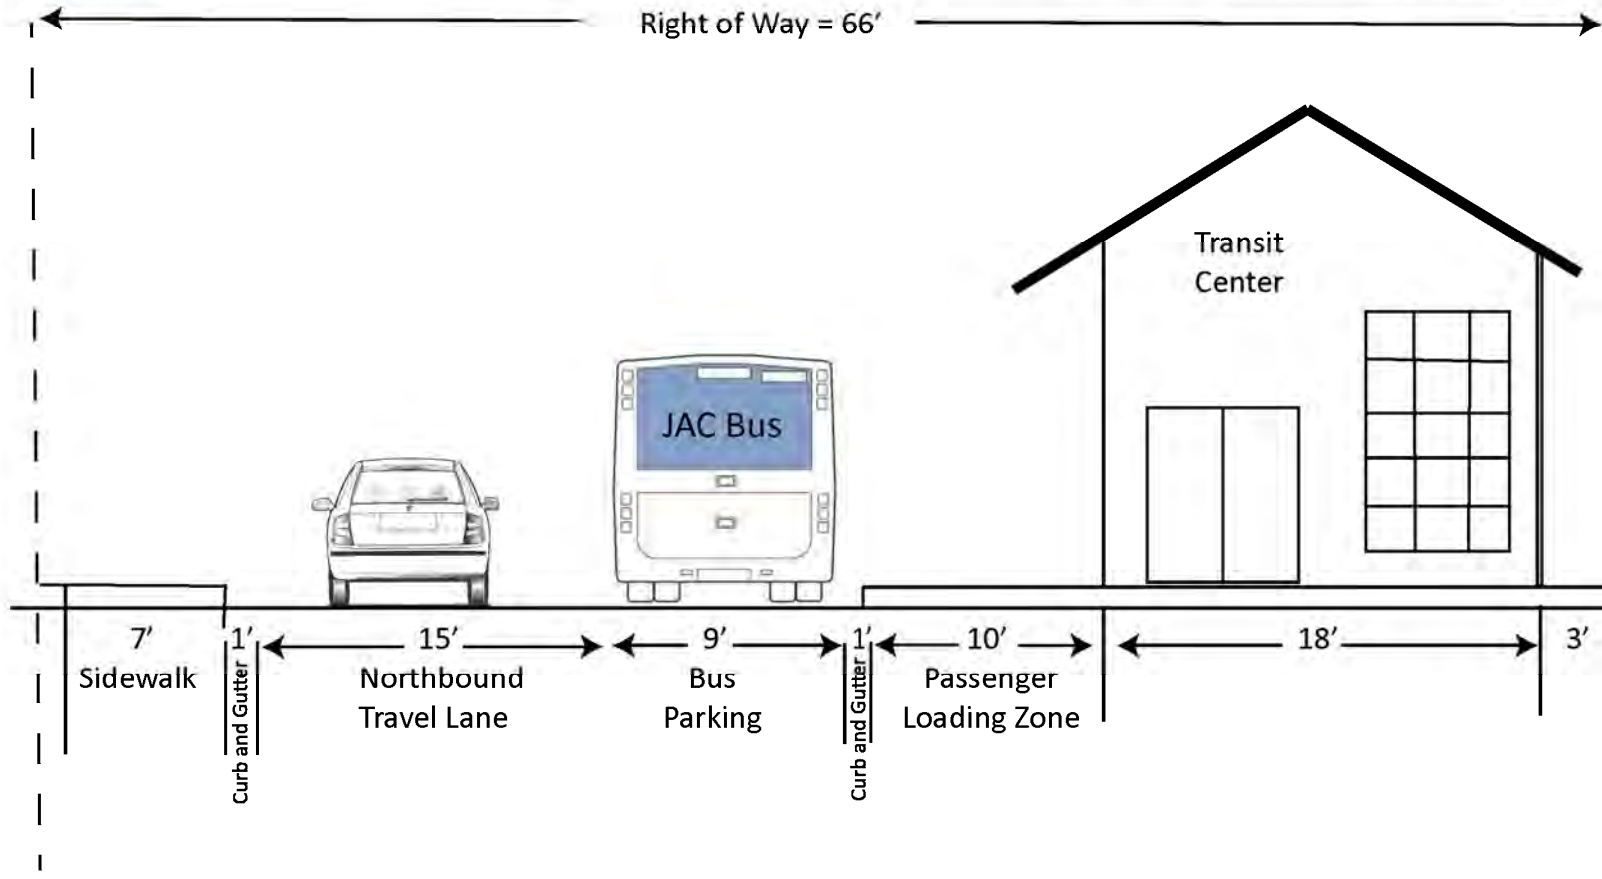 Right of Way = 66’
Transit
Center
JAC Bus
7’
1’
15’
9’
1’
10’
18’
3’
Sidewalk
Curb and Gutter
Northbound
Travel Lane
Bus
Parking
Curb and Gutter
Passenger
Loading Zone